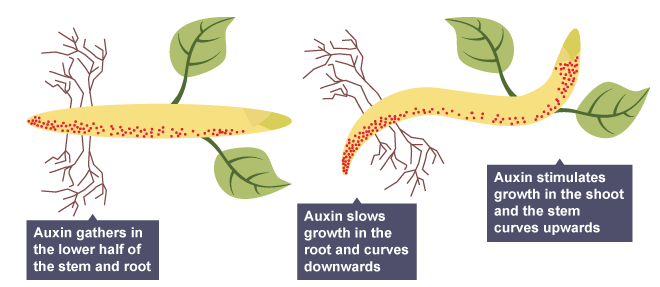 Auxin gathers in
the lower half of
the stem and root
Auxin slows
growth in the
root and curves
downwards
Auxin stimulates
growth in the shoot
and the stem
curves upwards